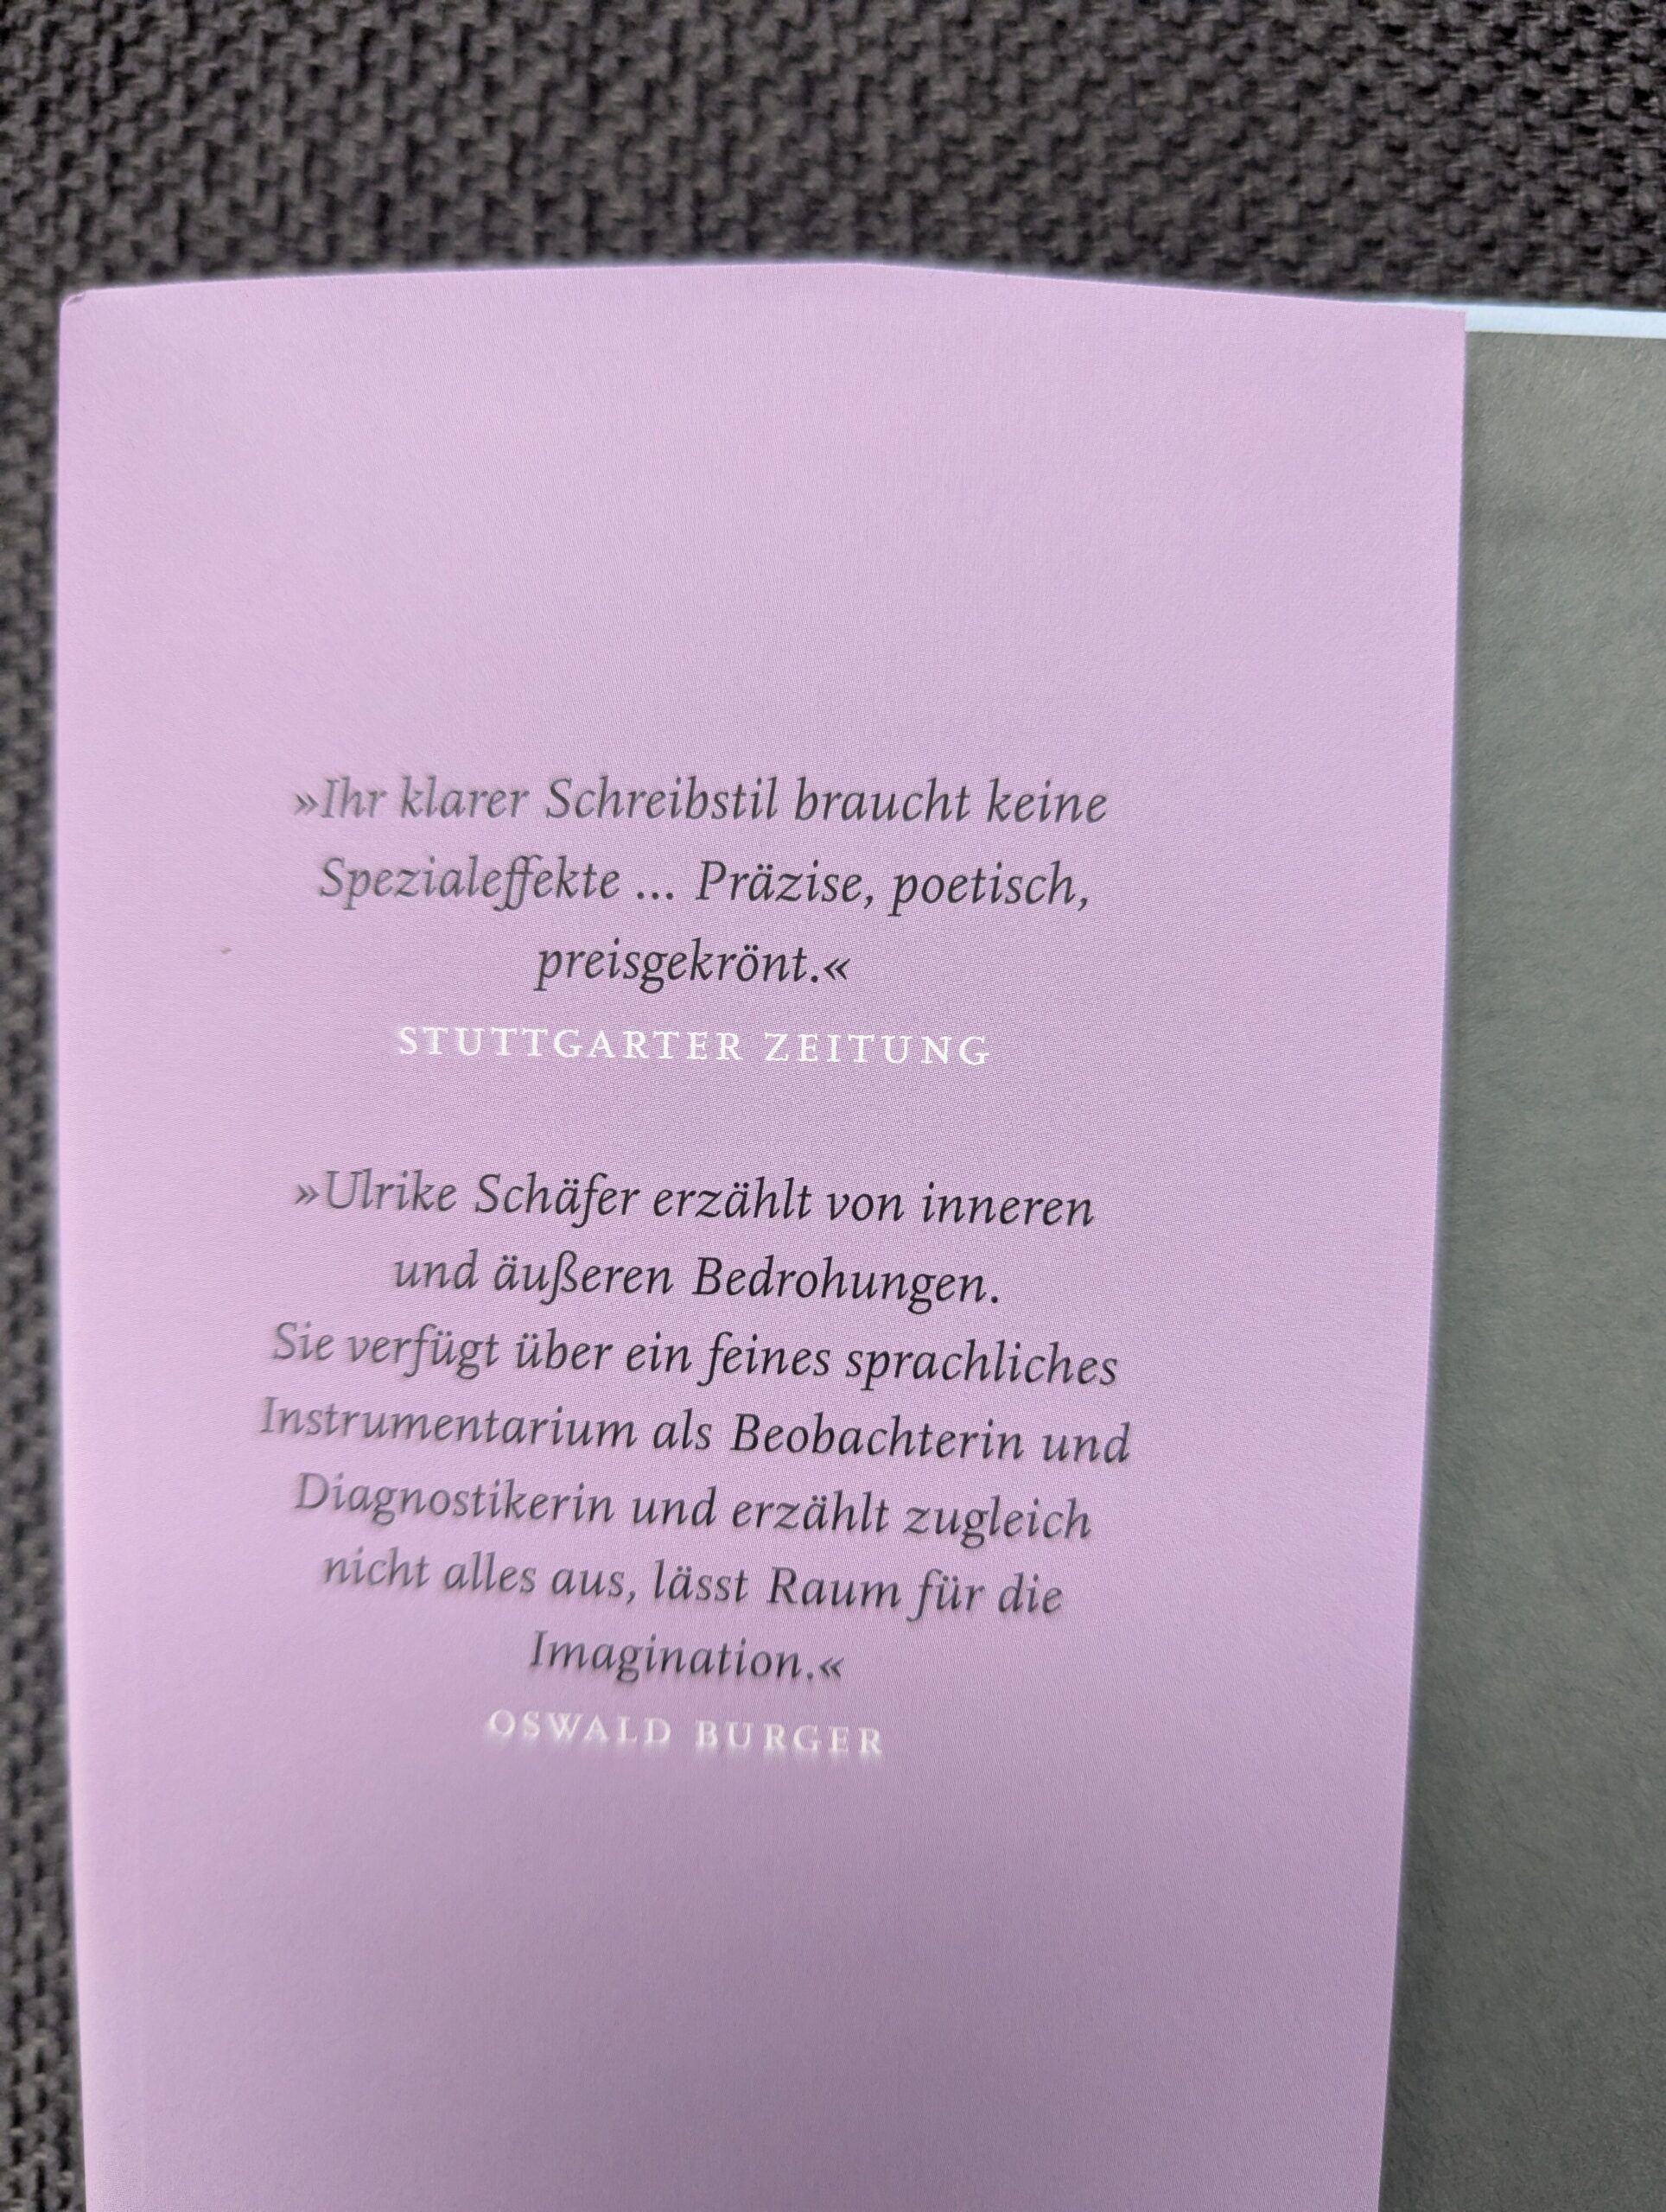 »Ihr klarer Schreibstil braucht keine
Spezialeffekte ... Präzise, poetisch,
preisgekrönt.«
STUTTGARTER ZEITUNG
»Ulrike Schäfer erzählt von inneren
und äußeren Bedrohungen.
Sie verfügt über ein feines sprachliches
Instrumentarium als Beobachterin und
Diagnostikerin und erzählt zugleich
nicht alles aus, lässt Raum für die
Imagination.«
OSWALD BURGER